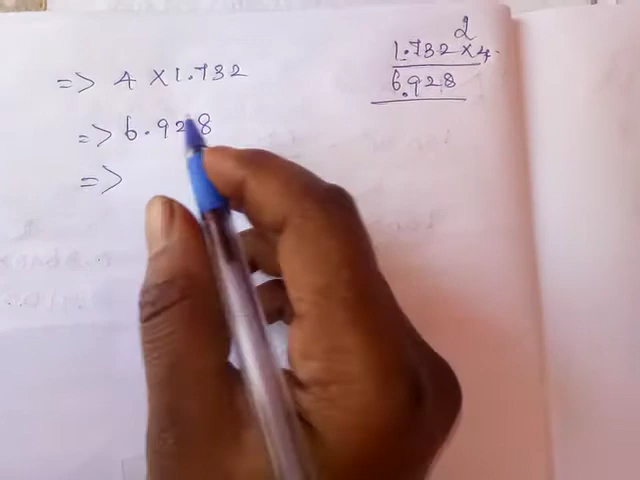 => 4 × 1.732
=> 6.928
=>
2
1.732 × 4
6.928